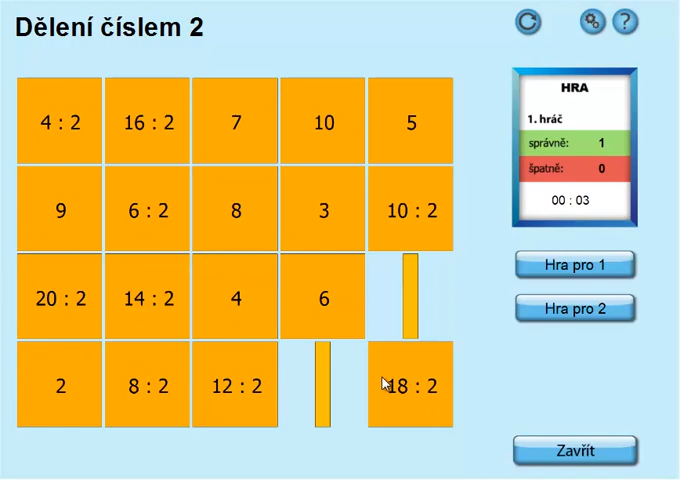 Dělení číslem 2
4 : 2 16 : 2 7 10 5
9 6 : 2 8 3 10 : 2
20 : 2 14 : 2 4 6
2 8 : 2 12 : 2 18 : 2
?
HRA
1. hráč
správně: 1
špatně: 0
00 : 03
Hra pro 1
Hra pro 2
Zavřít